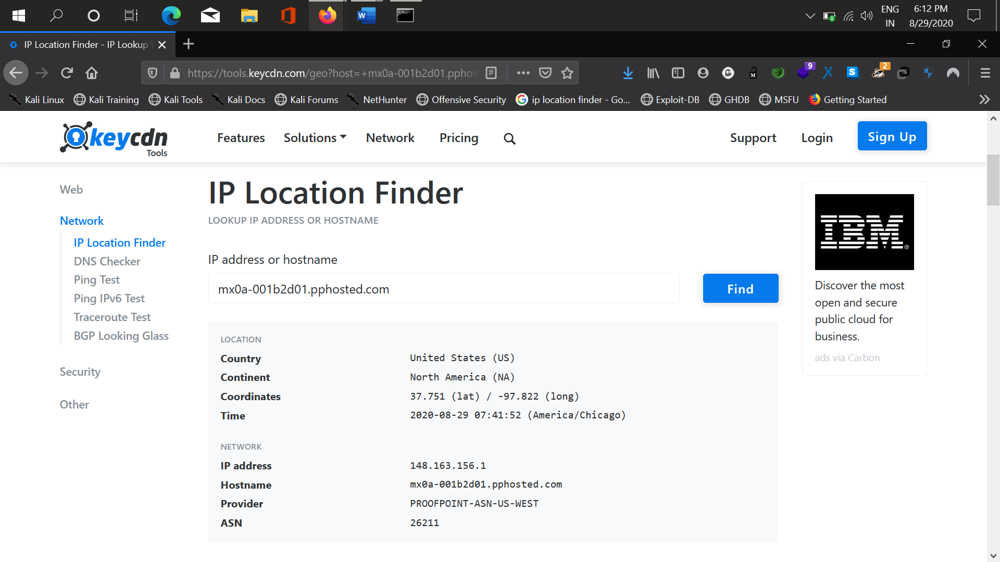 ENG
IN
6:12 PM
8/29/2020
IP Location Finder - IP Lookup
https://tools.keycdn.com/geo?host=+mx0a-001b2d01.pphos
9
2
Kali Linux Kali Training Kali Tools Kali Docs Kali Forums NetHunter Offensive Security ip location finder - Go... Exploit-DB GHDB MSFU Getting Started
keycdn
Tools
Features Solutions Network Pricing Support Login Sign Up
Web
Network
IP Location Finder
DNS Checker
Ping Test
Ping IPv6 Test
Traceroute Test
BGP Looking Glass
Security
Other
IP Location Finder
LOOKUP IP ADDRESS OR HOSTNAME
IP address or hostname
mx0a-001b2d01.pphosted.com Find
LOCATION
Country United States (US)
Continent North America (NA)
Coordinates 37.751 (lat) / -97.822 (long)
Time 2020-08-29 07:41:52 (America/Chicago)
NETWORK
IP address 148.163.156.1
Hostname mx0a-001b2d01.pphosted.com
Provider PROOFPOINT-ASN-US-WEST
ASN 26211
IBM®
Discover the most
open and secure
public cloud for
business.
ads via Carbon